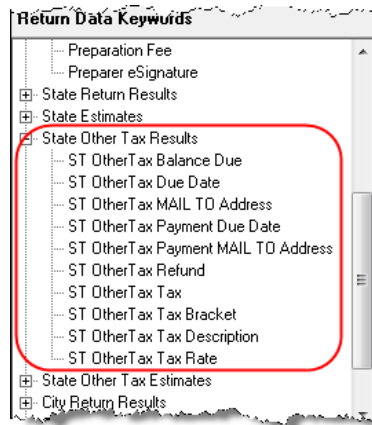 Return Data Keywords
Preparation Fee
Preparer eSignature
State Return Results
State Estimates
State Other Tax Results
ST OtherTax Balance Due
ST OtherTax Due Date
ST OtherTax MAIL TO Address
ST OtherTax Payment Due Date
ST OtherTax Payment MAIL TO Address
ST OtherTax Refund
ST OtherTax Tax
ST OtherTax Tax Bracket
ST OtherTax Tax Description
ST OtherTax Tax Rate
State Other Tax Estimates
City Return Results